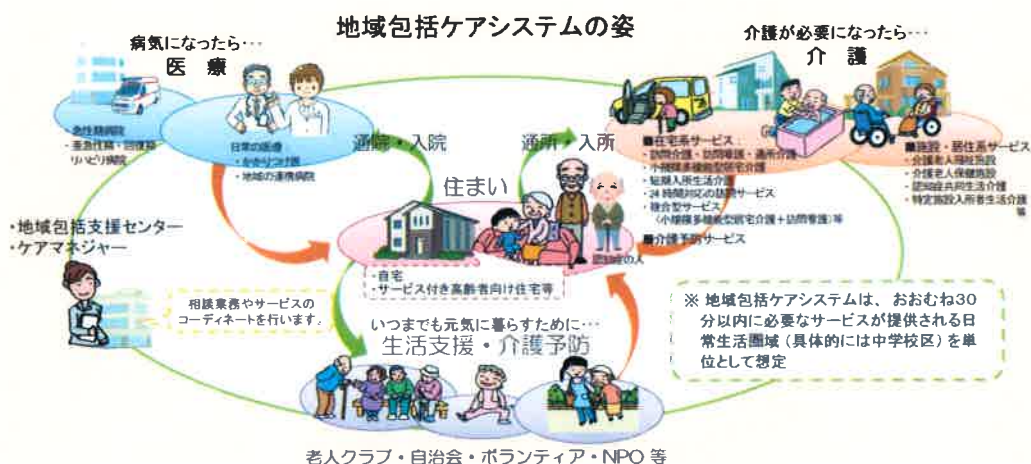 地域包括ケアシステムの姿
病気になったら…
医 療
介護が必要になったら…
介 護
・急性期病院
・亜急性期・回復期
リハビリ病院
日常の医療
・かかりつけ医
・地域の連携病院
通院・入院
通所・入所
■在宅系サービス:
・訪問介護・訪問看護・通所介護
・小規模多機能型居宅介護
・短期入所生活介護
・24時間対応の訪問サービス
・複合型サービス
(小規模多機能型居宅介護+訪問看護)等
■介護予防サービス
■施設・居住系サービス
・介護老人福祉施設
・介護老人保健施設
・認知症共同生活介護
・特定施設入所者生活介護
等
住まい
・地域包括支援センター
・ケアマネジャー
認知症の人
・自宅
・サービス付き高齢者向け住宅等
相談業務やサービスの
コーディネートを行います。
いつまでも元気に暮らすために…
生活支援・介護予防
※ 地域包括ケアシステムは、おおむね30
分以内に必要なサービスが提供される日
常生活圏域(具体的には中学校区)を単
位として想定
老人クラブ・自治会・ボランティア・NPO 等